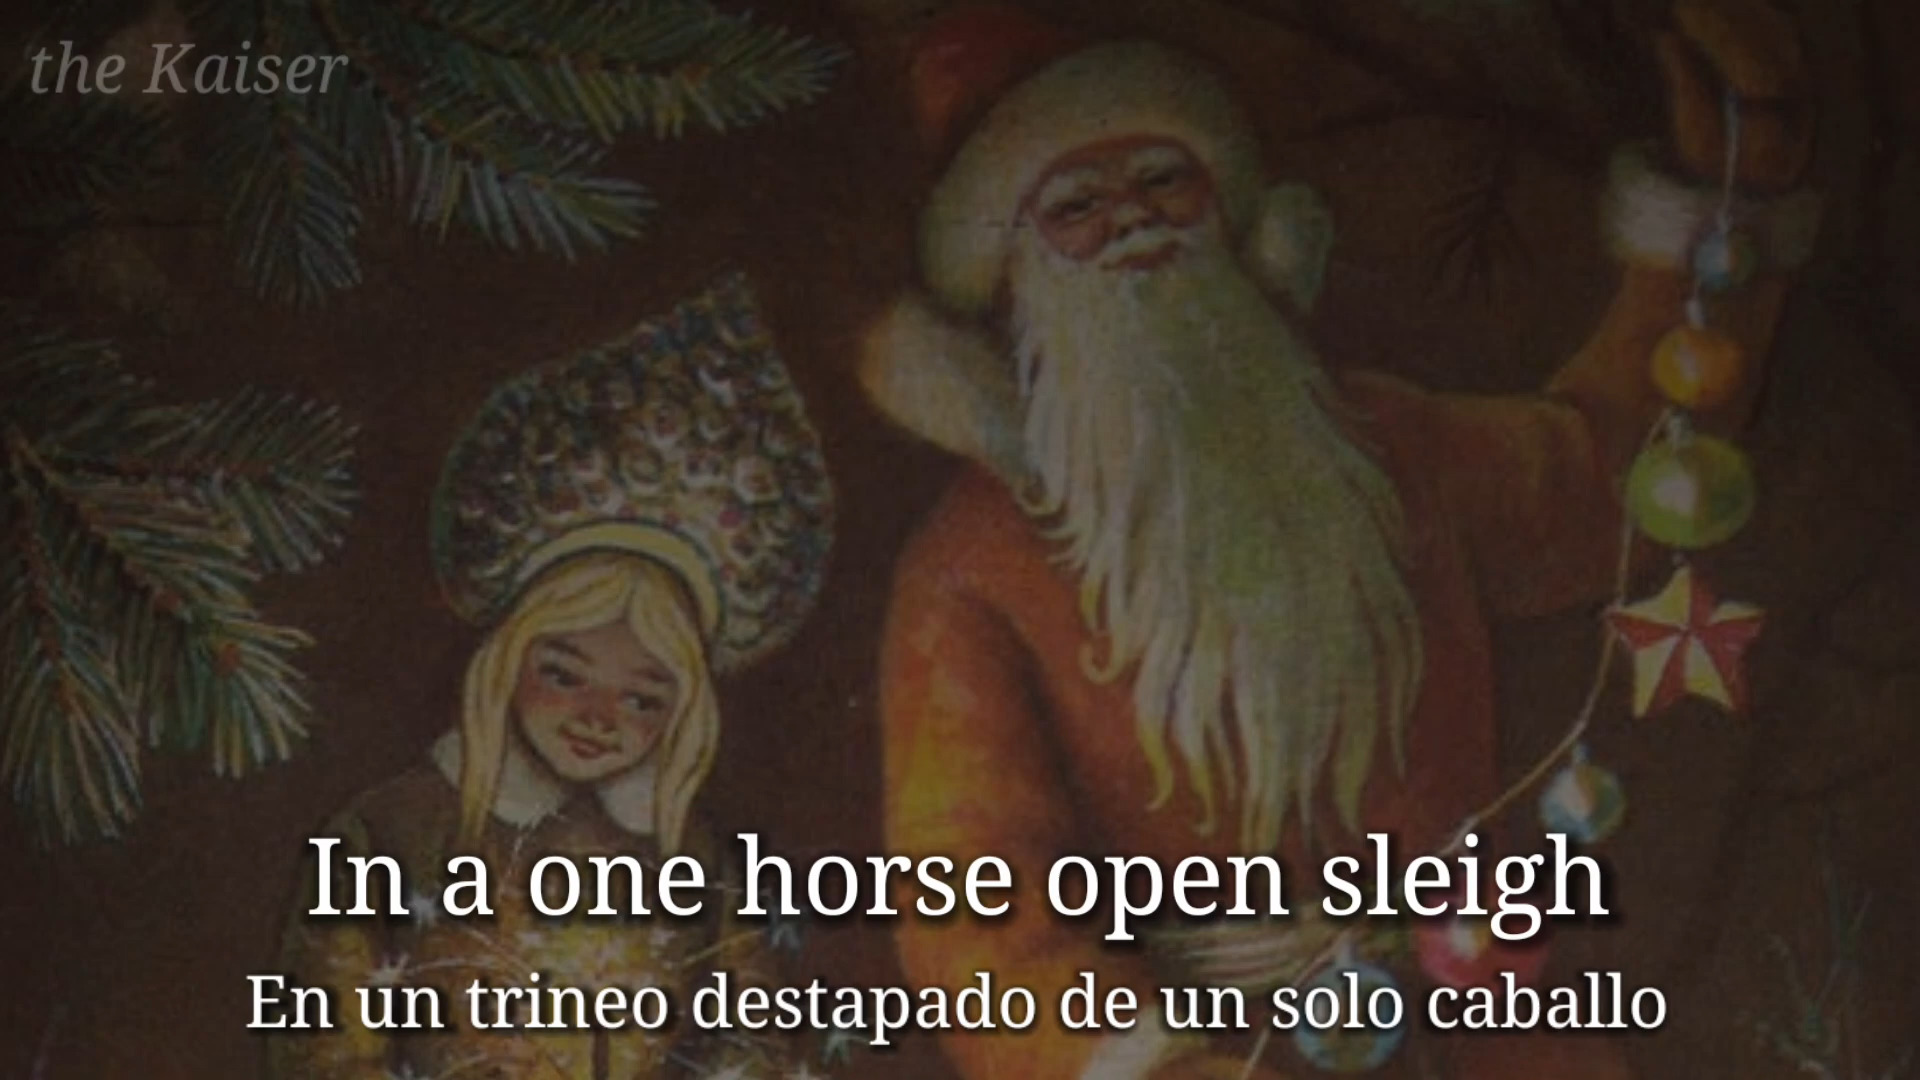 the Kaiser
In a one horse open sleigh
En un trineo destapado de un solo caballo